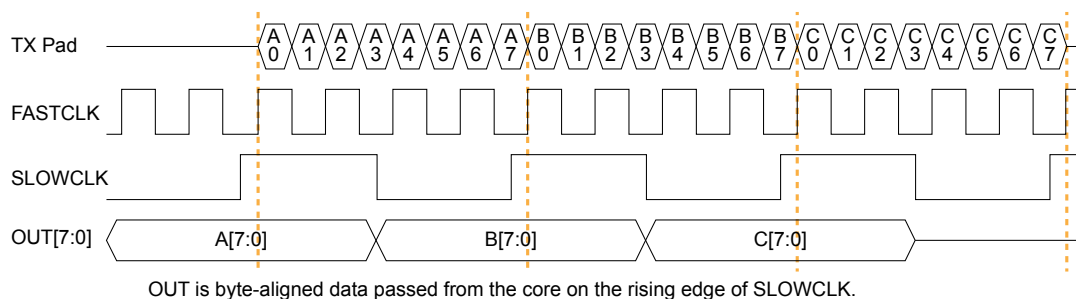 TX Pad A0 A1 A2 A3 A4 A5 A6 A7 B0 B1 B2 B3 B4 B5 B6 B7 C0 C1 C2 C3 C4 C5 C6 C7
FASTCLK
SLOWCLK
OUT[7:0] A[7:0] B[7:0] C[7:0]
OUT is byte-aligned data passed from the core on the rising edge of SLOWCLK.